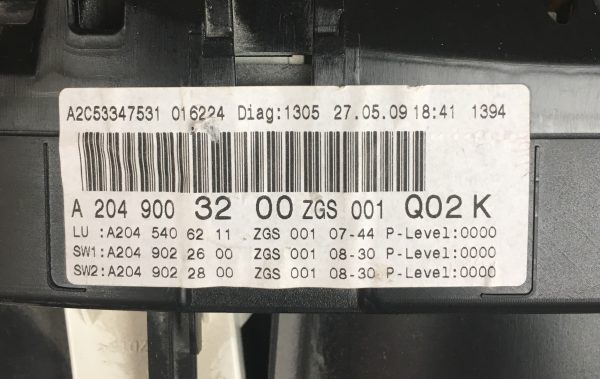 A2C53347531 016224 Diag:1305 27.05.09 18:41 1394
A 204 900 32 00 ZGS 001 Q02 K
LU :A204 540 62 11 ZGS 001 07-44 P-Level:0000
SW1:A204 902 26 00 ZGS 001 08-30 P-Level:0000
SW2:A204 902 28 00 ZGS 001 08-30 P-Level:0000